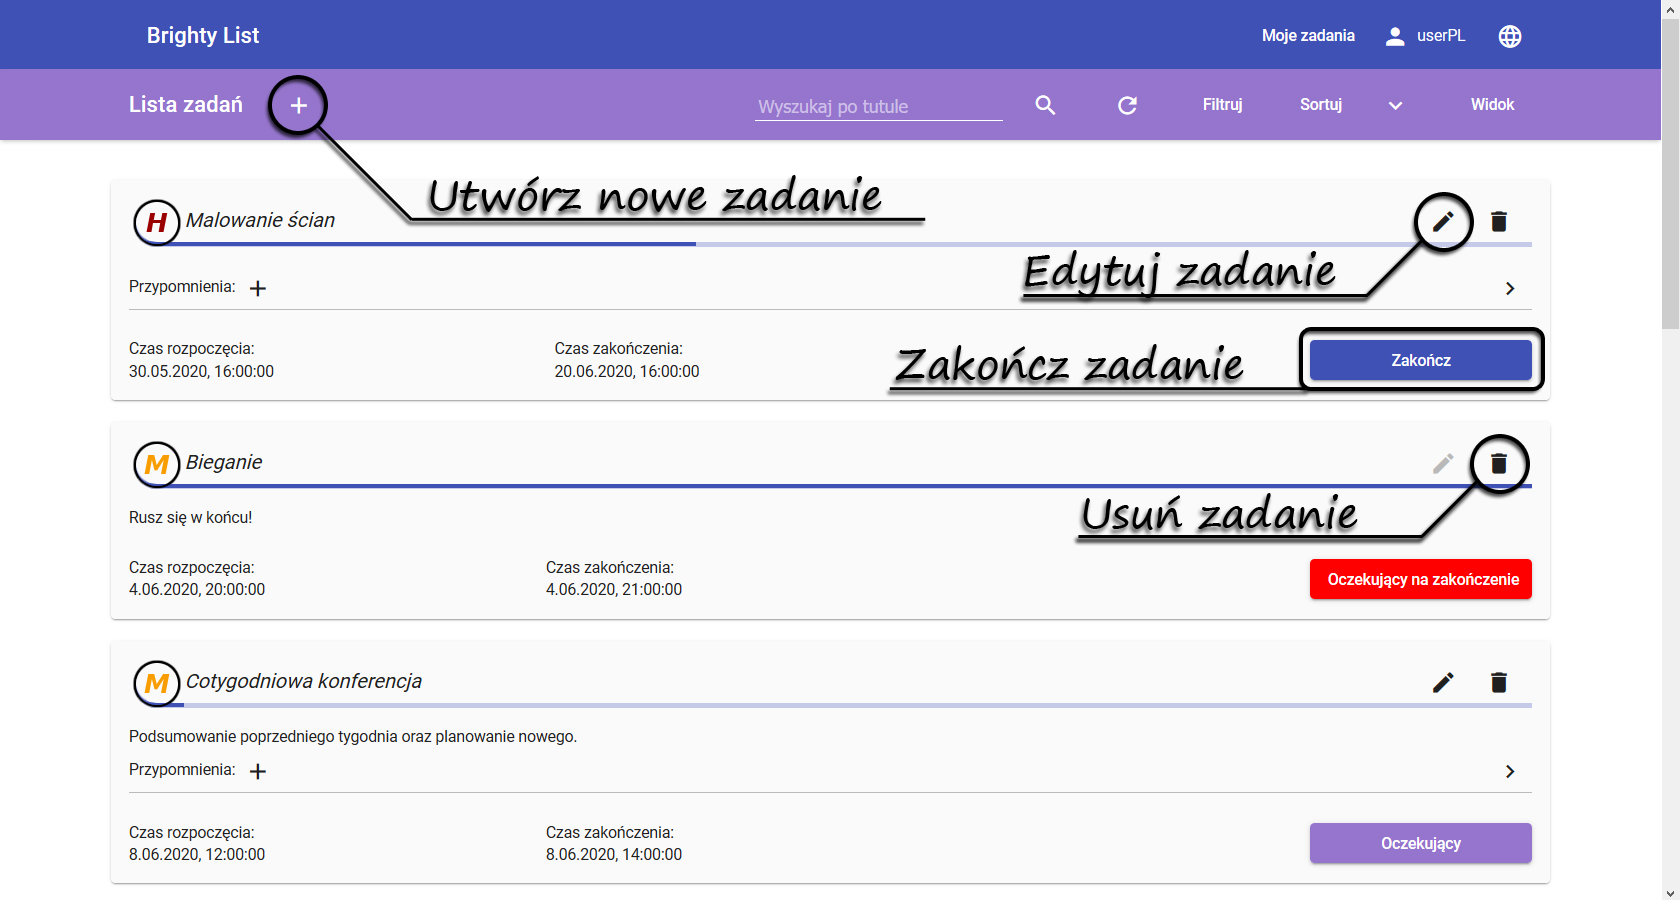 Brighty List
Moje zadania
userPL
Lista zadań
Wyszukaj po tutule
Filtruj
Sortuj
Widok
Utwórz nowe zadanie
H Malowanie ścian
Edytuj zadanie
Przypomnienia:
Czas rozpoczęcia:
30.05.2020, 16:00:00
Czas zakończenia:
20.06.2020, 16:00:00
Zakończ zadanie
Zakończ
M Bieganie
Usuń zadanie
Rusz się w końcu!
Czas rozpoczęcia:
4.06.2020, 20:00:00
Czas zakończenia:
4.06.2020, 21:00:00
Oczekujący na zakończenie
M Cotygodniowa konferencja
Podsumowanie poprzedniego tygodnia oraz planowanie nowego.
Przypomnienia:
Czas rozpoczęcia:
8.06.2020, 12:00:00
Czas zakończenia:
8.06.2020, 14:00:00
Oczekujący